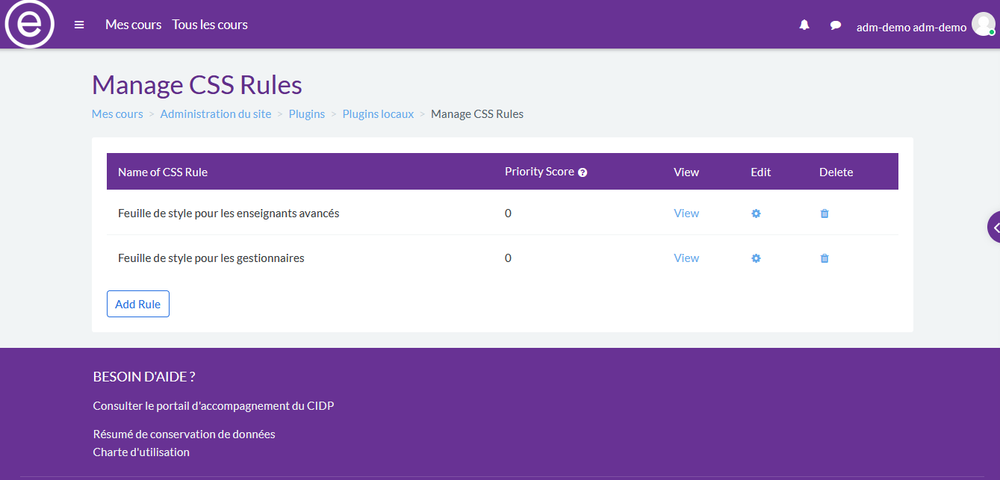 e
Mes cours Tous les cours adm-demo adm-demo
Manage CSS Rules
Mes cours > Administration du site > Plugins > Plugins locaux > Manage CSS Rules
Name of CSS Rule Priority Score ? View Edit Delete
Feuille de style pour les enseignants avancés 0 View
Feuille de style pour les gestionnaires 0 View
Add Rule
BESOIN D'AIDE ?
Consulter le portail d'accompagnement du CIDP
Résumé de conservation de données
Charte d'utilisation